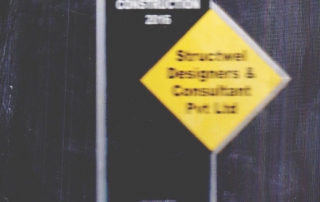 CONSTRUCTION
2016
Structwel
Designers &
Consultant
Pvt Ltd